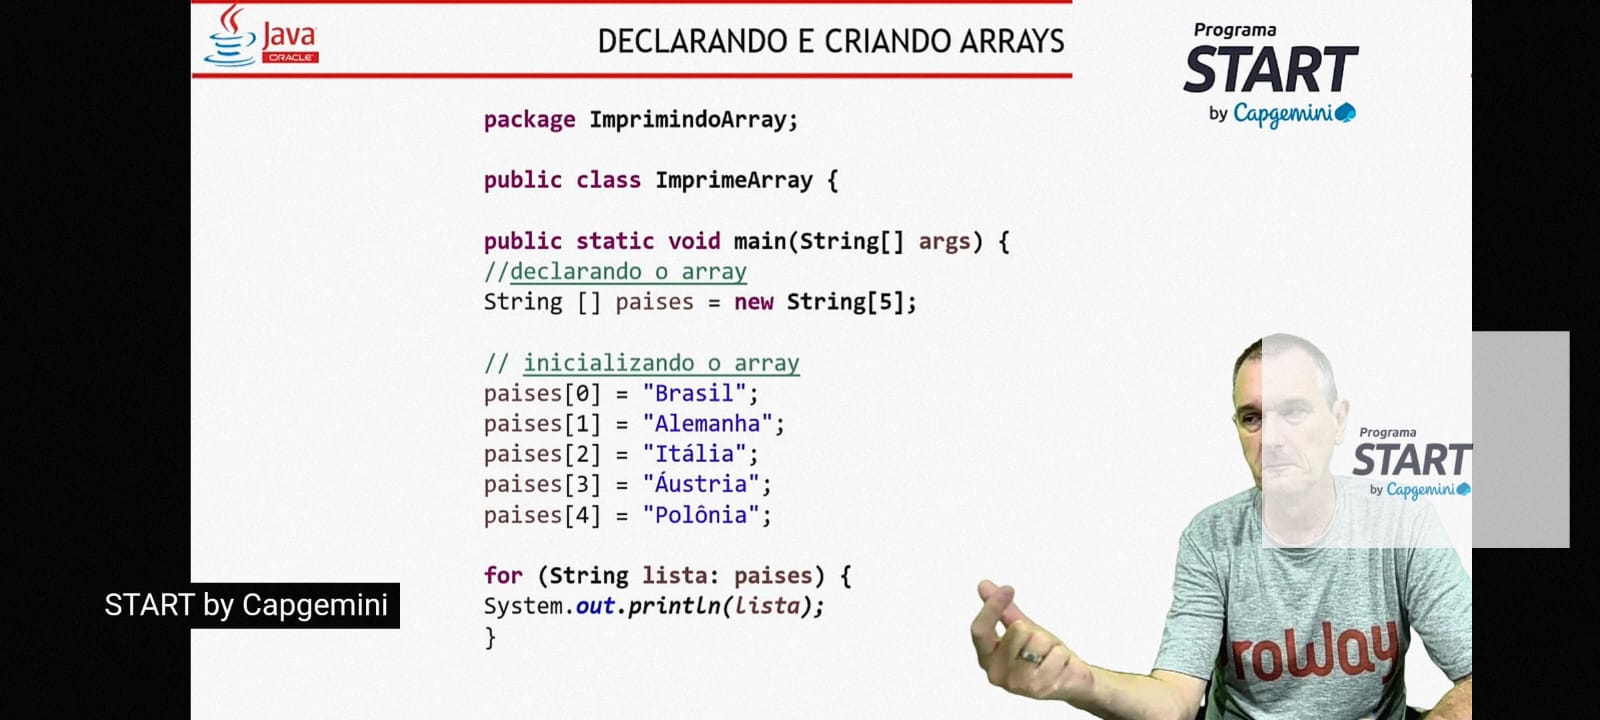 Java
ORACLE
DECLARANDO E CRIANDO ARRAYS
Programa
START
by Capgemini
package ImprimindoArray;
public class ImprimeArray {
public static void main(String[] args) {
//declarando o array
String [] paises = new String[5];
// inicializando o array
paises[0] = "Brasil";
paises[1] = "Alemanha";
paises[2] = "Itália";
paises[3] = "Áustria";
paises[4] = "Polônia";
for (String lista: paises) {
System.out.println(lista);
}
START by Capgemini
Programa
START
by Capgemini
roWay